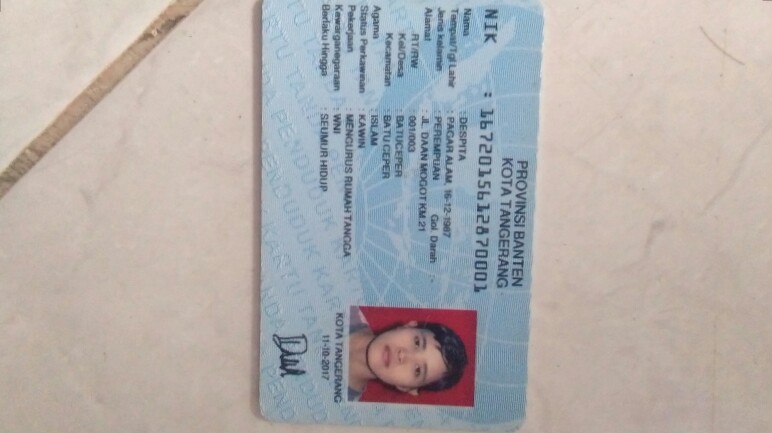 PROVINSI BANTEN
KOTA TANGERANG
NIK : 1672015612870001
Nama : DESPITA
Tempat/Tgl Lahir : PAGAR ALAM, 16-12-1987
Jenis kelamin : PEREMPUAN Gol. Darah : -
Alamat : JL. DAAN MOGOT KM.21
RT/RW : 001/003
Kel/Desa : BATUCEPER
Kecamatan : BATU CEPER
Agama : ISLAM
Status Perkawinan : KAWIN
Pekerjaan : MENGURUS RUMAH TANGGA
Kewarganegaraan : WNI
Berlaku Hingga : SEUMUR HIDUP
KOTA TANGERANG
11-10-2017